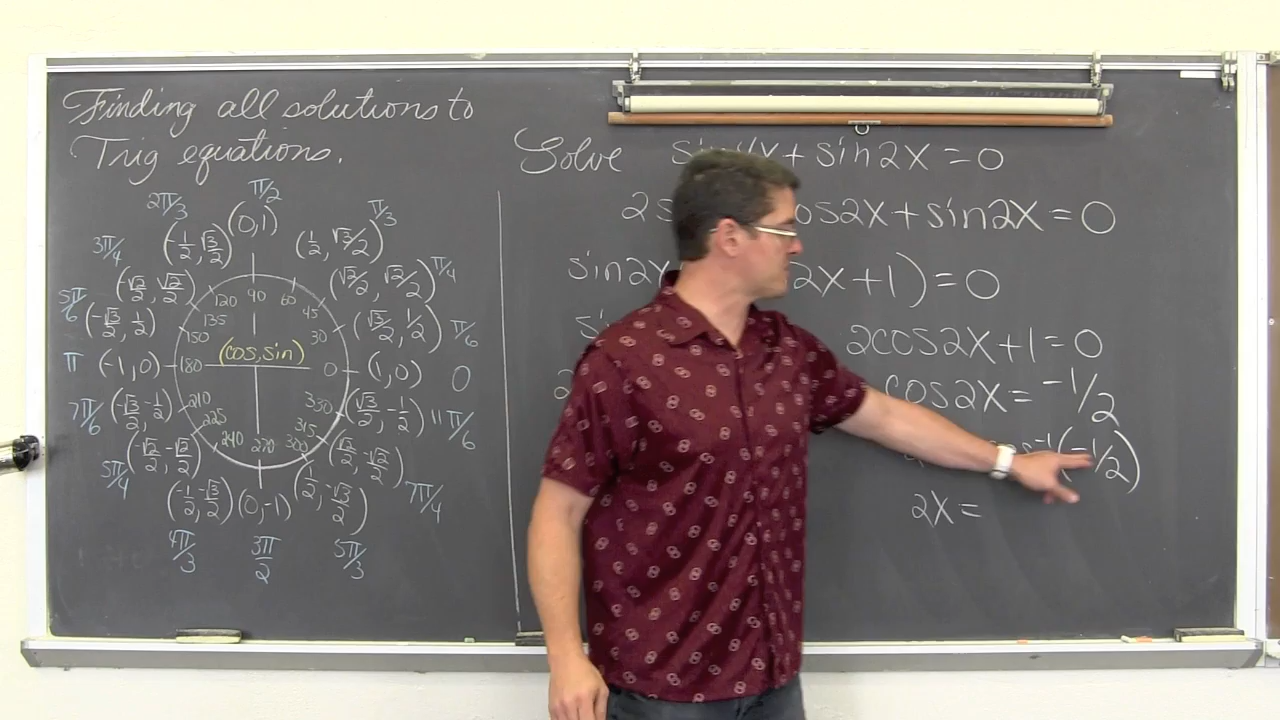 Finding all solutions to
Trig equations.
π/2
2π/3
π/3
(0,1)
(-1/2, √3/2)
(1/2, √3/2)
3π/4
(-√2/2, √2/2)
(√2/2, √2/2)
π/4
120 90 60
135 45
5π/6
(-√3/2, 1/2)
150 30
(√3/2, 1/2)
π/6
(cos, sin)
π (-1,0) 180 0 (1,0) 0
7π/6
(-√3/2, -1/2)
210 330
(√3/2, -1/2)
11π/6
225 315
240 270 300
5π/4
(-√2/2, -√2/2)
(√2/2, -√2/2)
7π/4
(-1/2, -√3/2) (0,-1) (1/2, -√3/2)
4π/3
3π/2
5π/3
Solve sin4x + sin2x = 0
2s os2x + sin2x = 0
sin2x 2x+1) = 0
2cos2x+1=0
cos2x = -1/2
(-1/2)
2x =